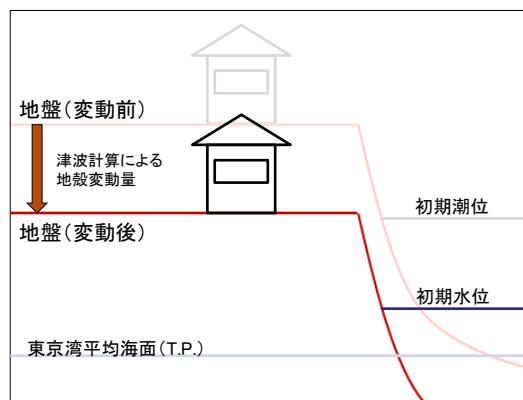 地盤(変動前)
津波計算による
地殻変動量
初期潮位
地盤(変動後)
初期水位
東京湾平均海面(T.P.)